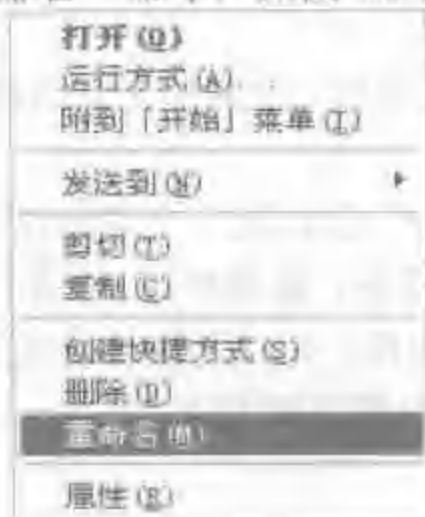 打开(O)
运行方式(A)...
附到「开始」菜单(I)
发送到(N)
剪切(T)
复制(C)
创建快捷方式(S)
删除(D)
重命名(M)
属性(R)